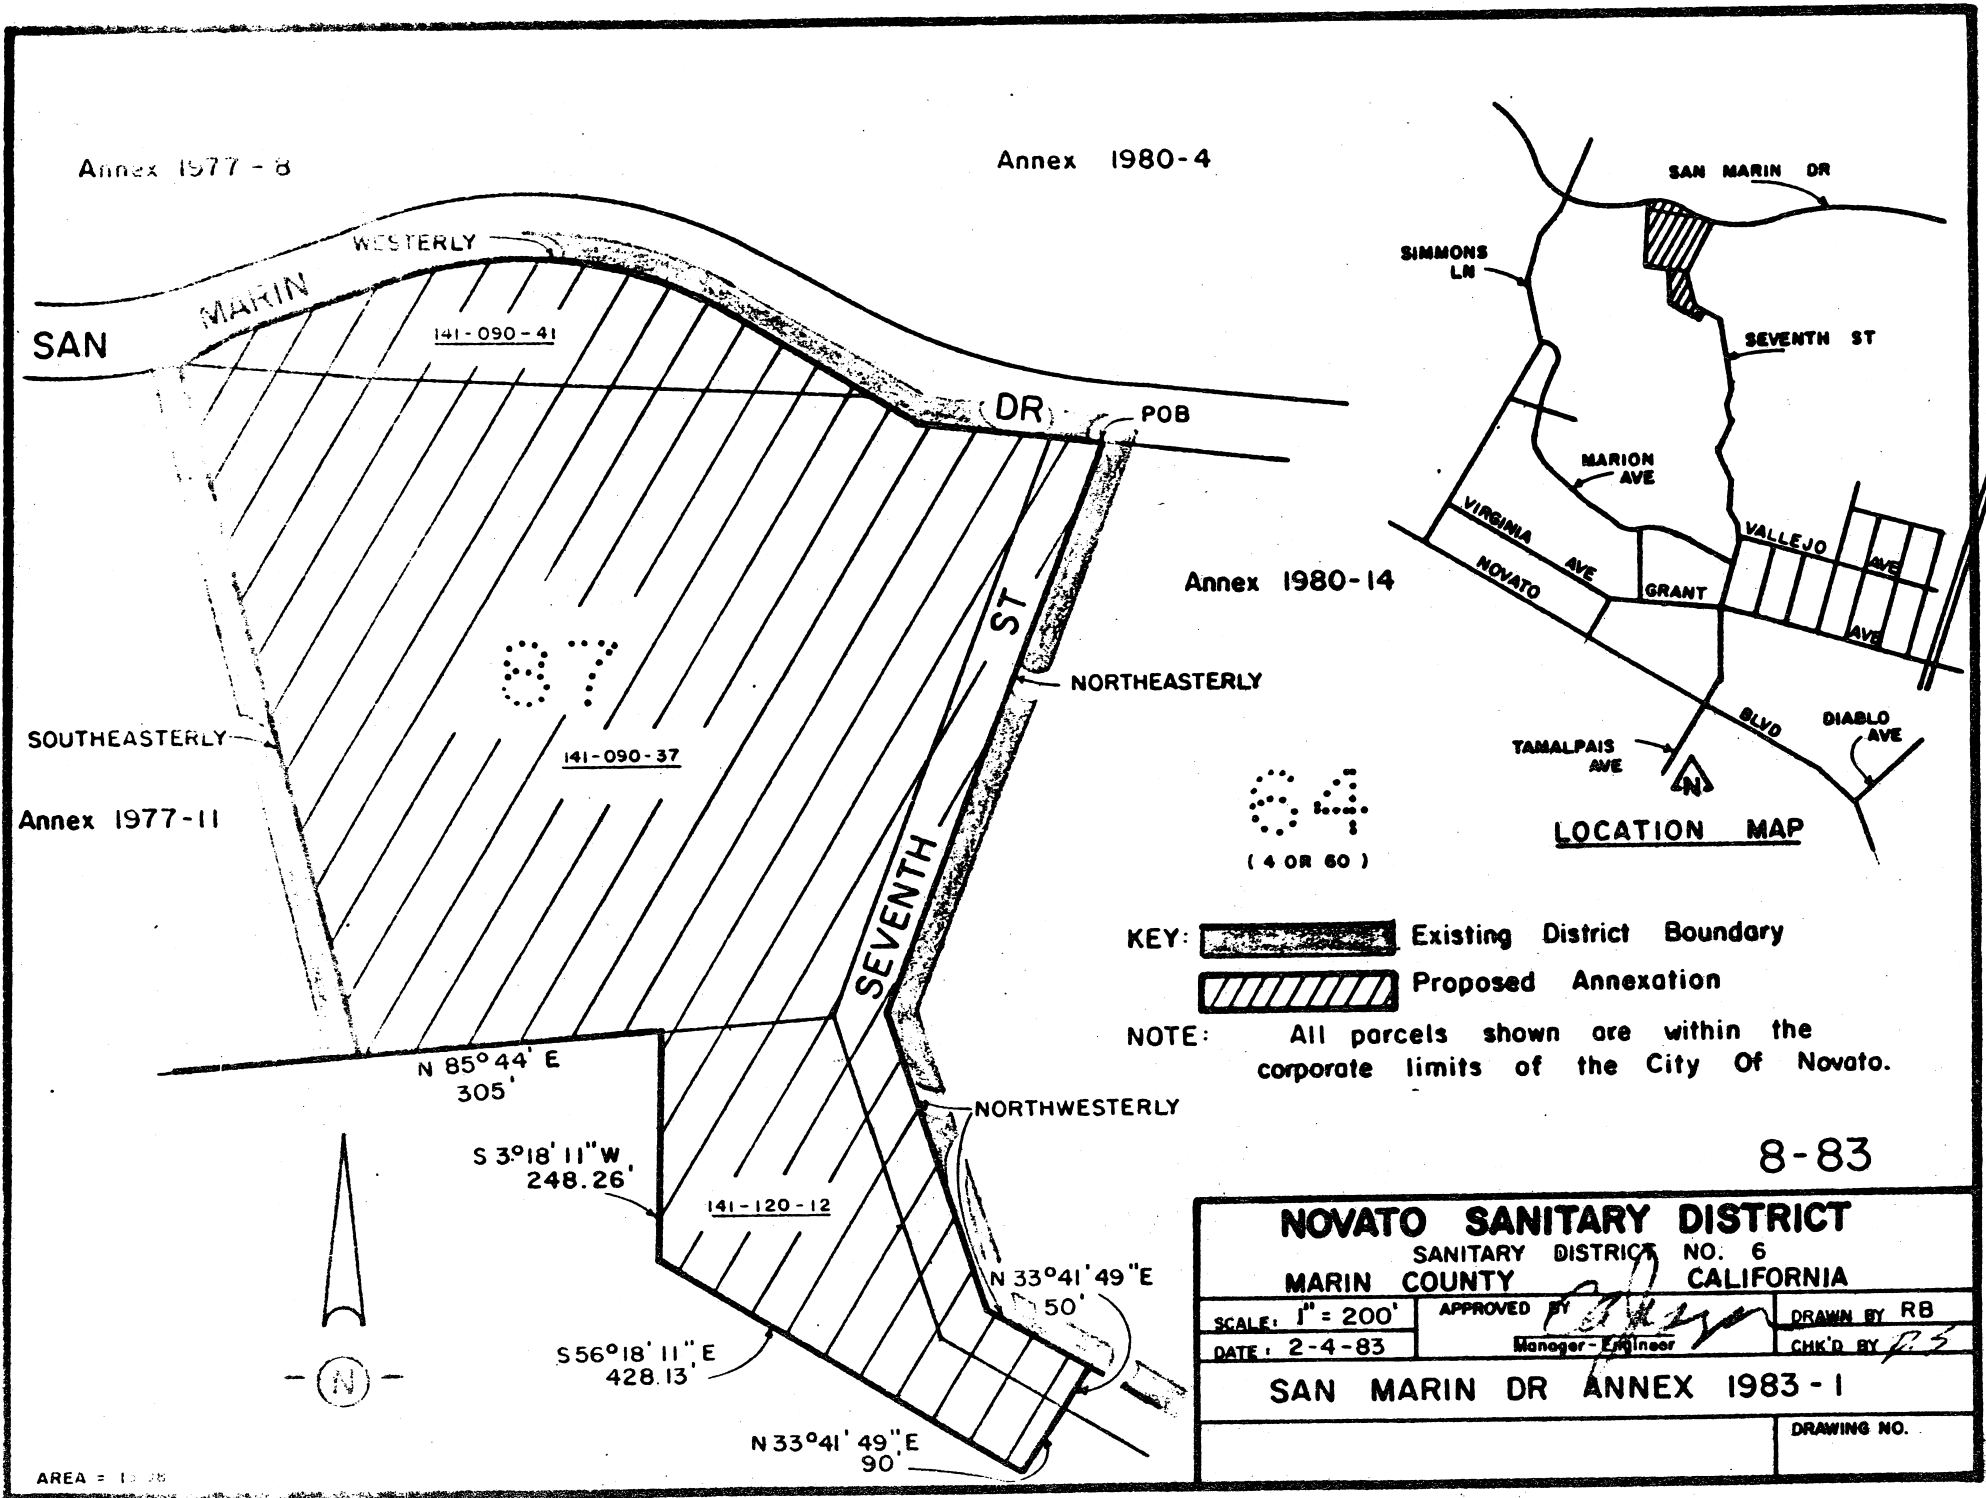 Annex 1977-8
Annex 1980-4
SAN MARIN DR
WESTERLY
SAN MARIN DR
141-090-41
POB
SIMMONS
LN
SEVENTH ST
MARION
AVE
VIRGINIA AVE
NOVATO BLVD
VALLEJO AVE
GRANT AVE
DIABLO
AVE
TAMALPAIS
AVE
N
LOCATION MAP
Annex 1980-14
87
SEVENTH ST
NORTHEASTERLY
SOUTHEASTERLY
141-090-37
Annex 1977-11
64
(4 OR 60)
KEY: Existing District Boundary
Proposed Annexation
NOTE: All parcels shown are within the
corporate limits of the City Of Novato.
N 85°44' E
305'
NORTHWESTERLY
S 3°18' 11" W
248.26'
141-120-12
8-83
N 33°41' 49" E
50'
S 56°18' 11" E
428.13'
N 33°41' 49" E
90'
N
AREA =
NOVATO SANITARY DISTRICT
SANITARY DISTRICT NO. 6
MARIN COUNTY CALIFORNIA
SCALE: 1" = 200'
APPROVED BY
Manager-Engineer
DRAWN BY RB
DATE: 2-4-83
CHK'D BY
SAN MARIN DR ANNEX 1983-1
DRAWING NO.